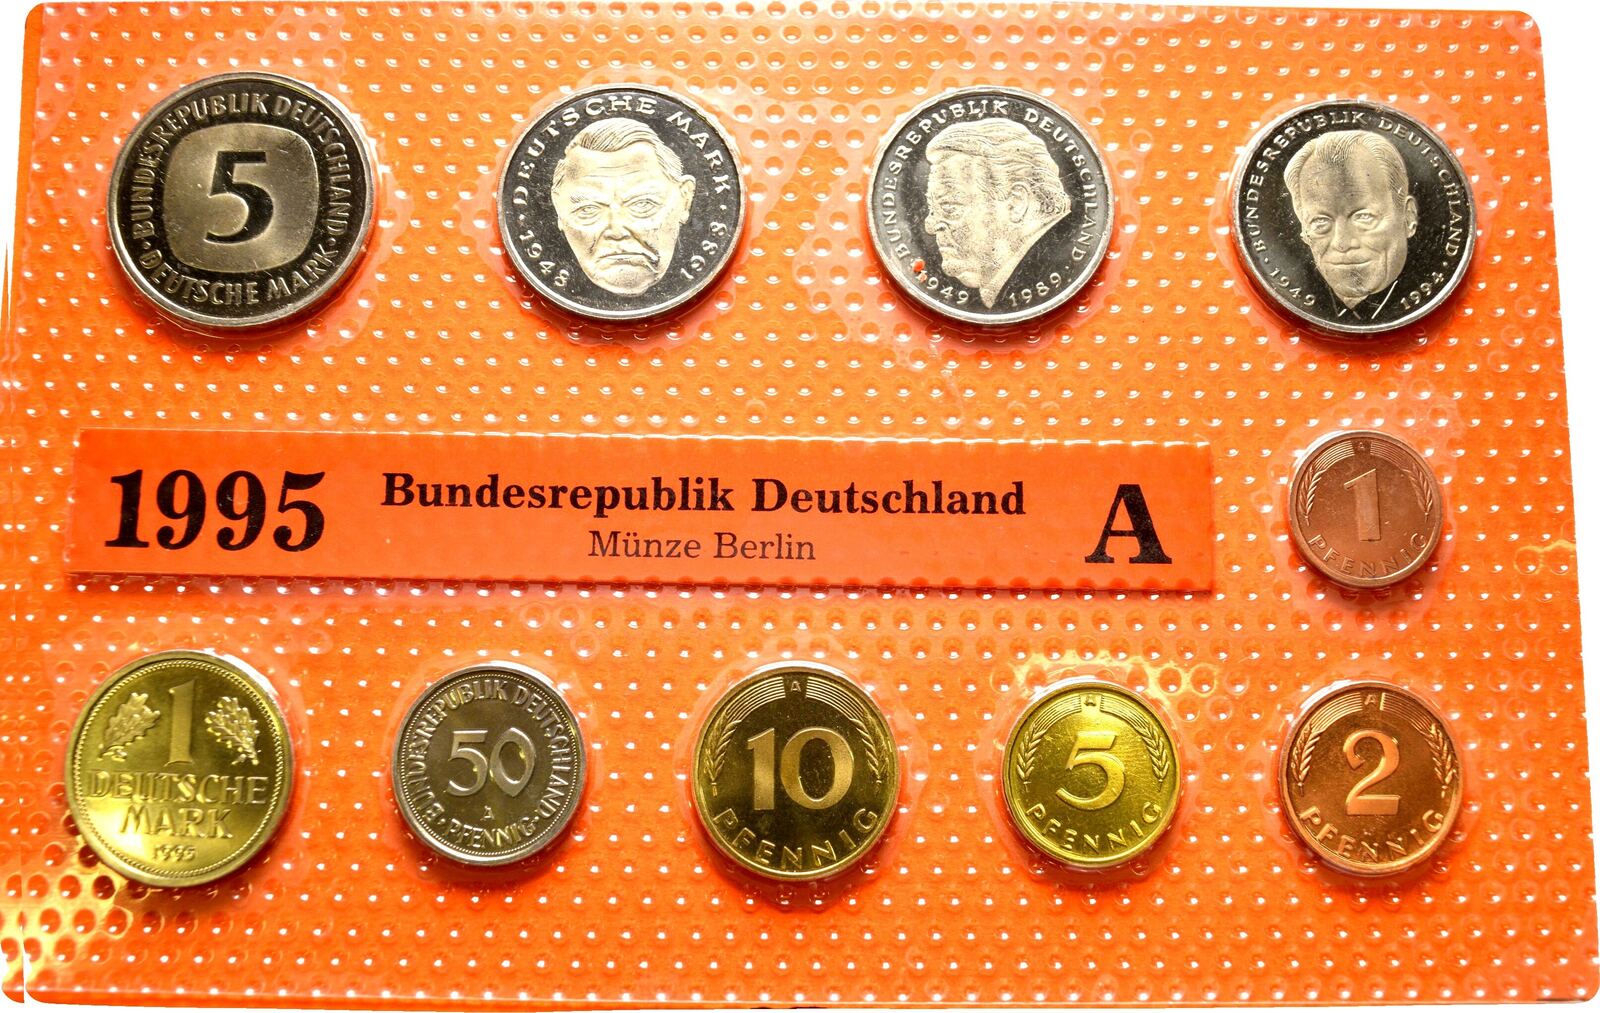 BUNDESREPUBLIK DEUTSCHLAND
5
· DEUTSCHE MARK ·
· DEUTSCHE MARK ·
1948 1988
BUNDESREPUBLIK DEUTSCHLAND
· 1949 1989 ·
BUNDESREPUBLIK DEUTSCHLAND
· 1949 1994 ·
1995
Bundesrepublik Deutschland
Münze Berlin
A
A
1
PFENNIG
1
DEUTSCHE
MARK
1995
BUNDESREPUBLIK DEUTSCHLAND
50
A
· PFENNIG ·
A
10
PFENNIG
A
5
PFENNIG
A
2
PFENNIG